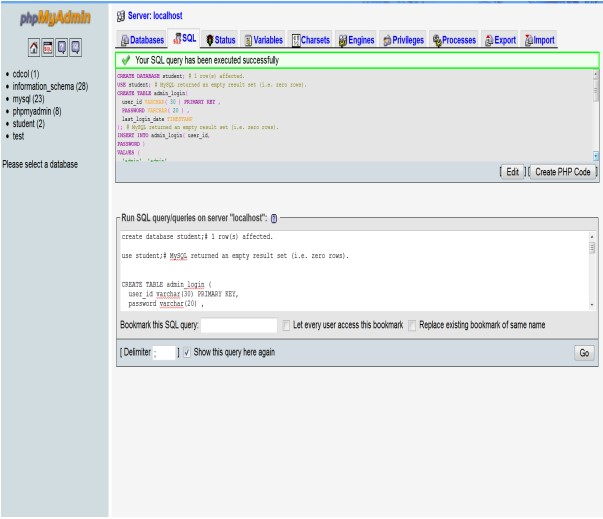 phpMyAdmin
cdcol (1)
information_schema (28)
mysql (23)
phpmyadmin (8)
student (2)
test
Please select a database
Server: localhost
Databases SQL Status Variables Charsets Engines Privileges Processes Export Import
Your SQL query has been executed successfully
CREATE DATABASE student; # 1 row(s) affected.
USE student; # MySQL returned an empty result set (i.e. zero rows).
CREATE TABLE admin_login(
user_id VARCHAR( 30 ) PRIMARY KEY ,
PASSWORD VARCHAR( 20 ) ,
last_login_date TIMESTAMP
); # MySQL returned an empty result set (i.e. zero rows).
INSERT INTO admin_login( user_id,
PASSWORD )
VALUES (
'admin', 'admin'
[ Edit ] [ Create PHP Code ]
Run SQL query/queries on server "localhost":
create database student;# 1 row(s) affected.
use student;# MySQL returned an empty result set (i.e. zero rows).
CREATE TABLE admin_login (
user_id varchar(30) PRIMARY KEY,
password varchar(20) ,
Bookmark this SQL query: Let every user access this bookmark Replace existing bookmark of same name
[ Delimiter ; ] Show this query here again Go